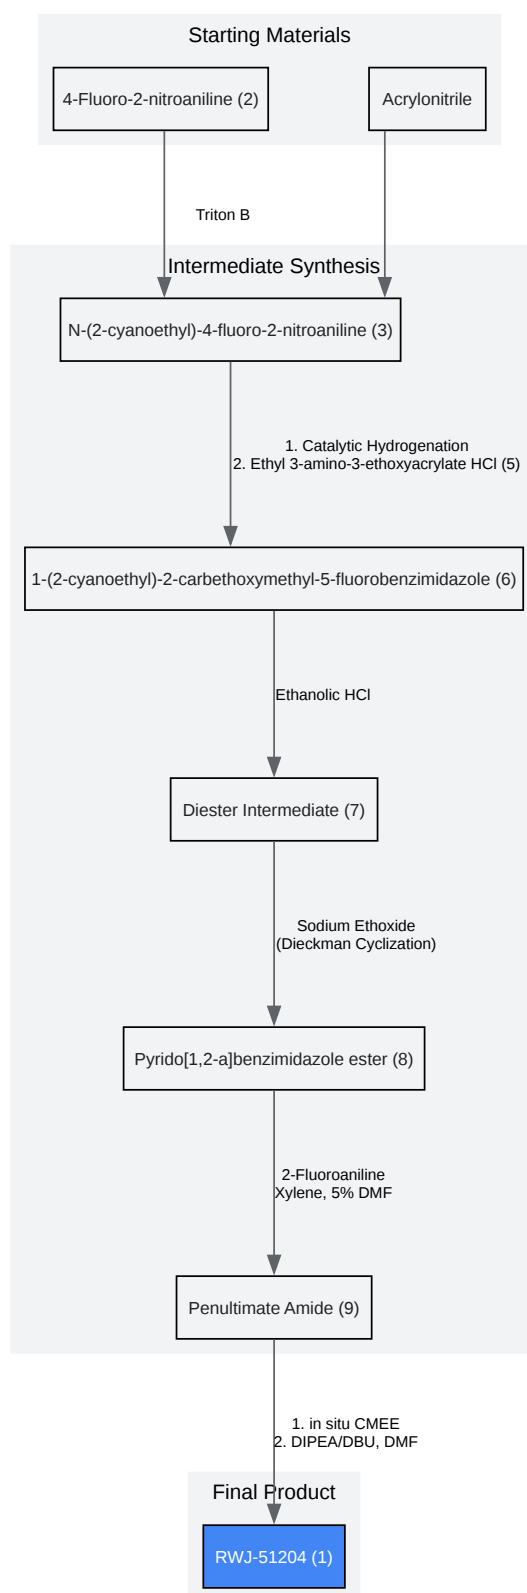 Starting Materials
4-Fluoro-2-nitroaniline (2)
Acrylonitrile
Triton B
Intermediate Synthesis
N-(2-cyanoethyl)-4-fluoro-2-nitroaniline (3)
1. Catalytic Hydrogenation
2. Ethyl 3-amino-3-ethoxyacrylate HCl (5)
1-(2-cyanoethyl)-2-carbethoxymethyl-5-fluorobenzimidazole (6)
Ethanolic HCl
Diester Intermediate (7)
Sodium Ethoxide
(Dieckman Cyclization)
Pyrido[1,2-a]benzimidazole ester (8)
2-Fluoroaniline
Xylene, 5% DMF
Penultimate Amide (9)
1. in situ CMEE
2. DIPEA/DBU, DMF
Final Product
RWJ-51204 (1)